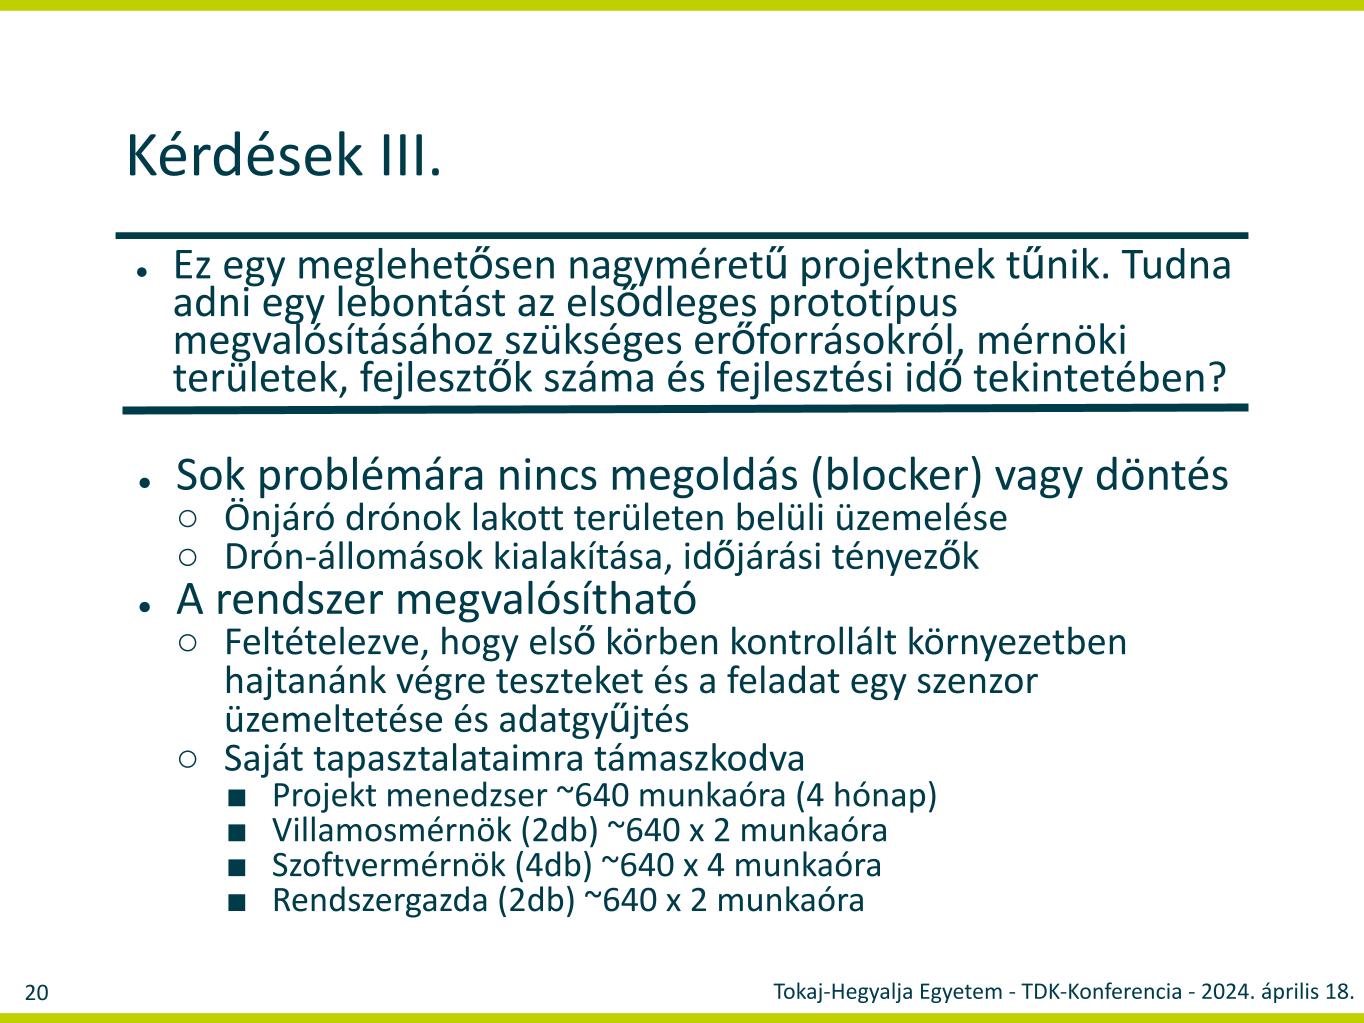 Kérdések III.
● Ez egy meglehetősen nagyméretű projektnek tűnik. Tudna
adni egy lebontást az elsődleges prototípus
megvalósításához szükséges erőforrásokról, mérnöki
területek, fejlesztők száma és fejlesztési idő tekintetében?
● Sok problémára nincs megoldás (blocker) vagy döntés
○ Önjáró drónok lakott területen belüli üzemelése
○ Drón-állomások kialakítása, időjárási tényezők
● A rendszer megvalósítható
○ Feltételezve, hogy első körben kontrollált környezetben
hajtanánk végre teszteket és a feladat egy szenzor
üzemeltetése és adatgyűjtés
○ Saját tapasztalataimra támaszkodva
■ Projekt menedzser ~640 munkaóra (4 hónap)
■ Villamosmérnök (2db) ~640 x 2 munkaóra
■ Szoftvermérnök (4db) ~640 x 4 munkaóra
■ Rendszergazda (2db) ~640 x 2 munkaóra
20
Tokaj-Hegyalja Egyetem - TDK-Konferencia - 2024. április 18.